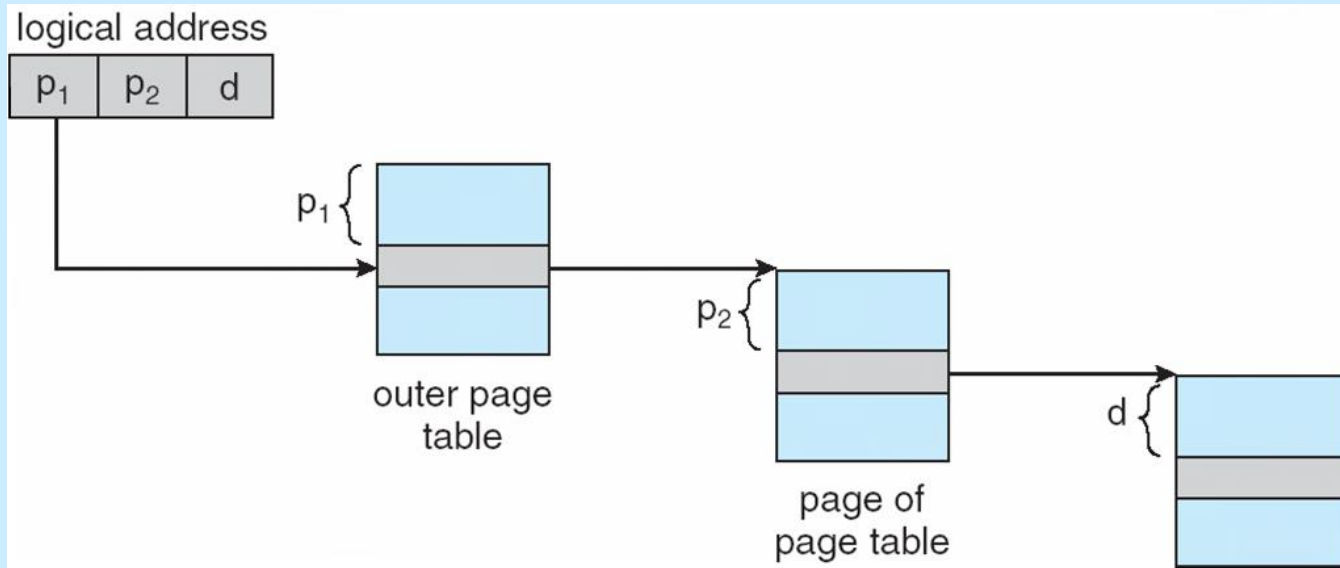 logical address
p₁ p₂ d
p₁
outer page
table
p₂
page of
page table
d